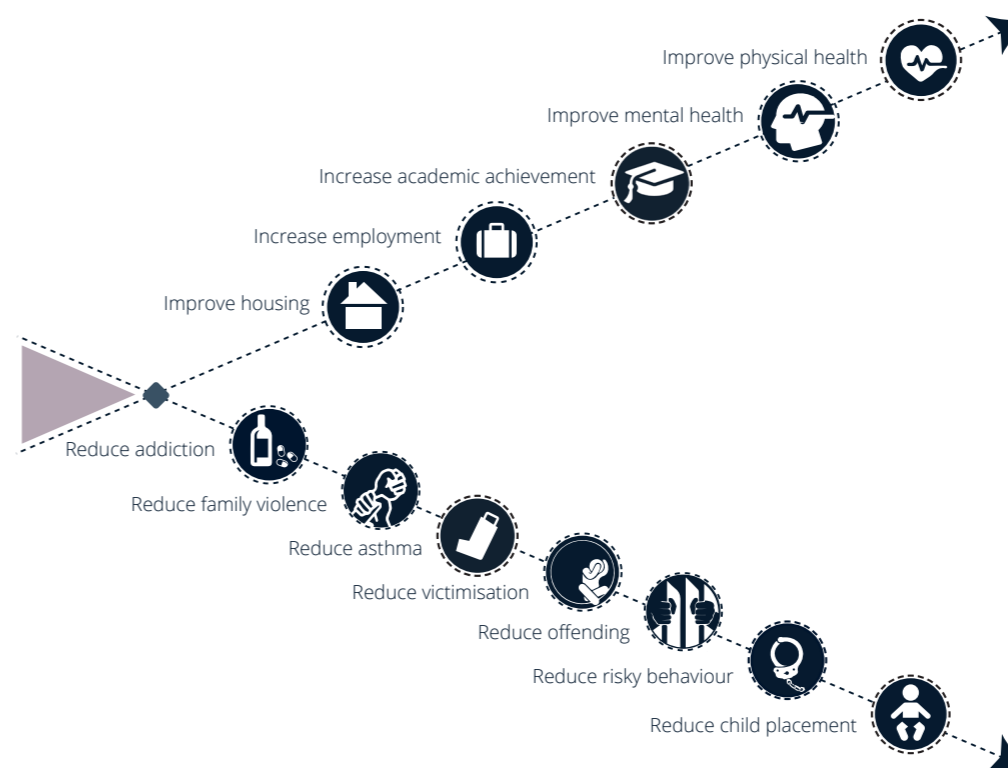 Improve physical health
Improve mental health
Increase academic achievement
Increase employment
Improve housing
Reduce addiction
Reduce family violence
Reduce asthma
Reduce victimisation
Reduce offending
Reduce risky behaviour
Reduce child placement